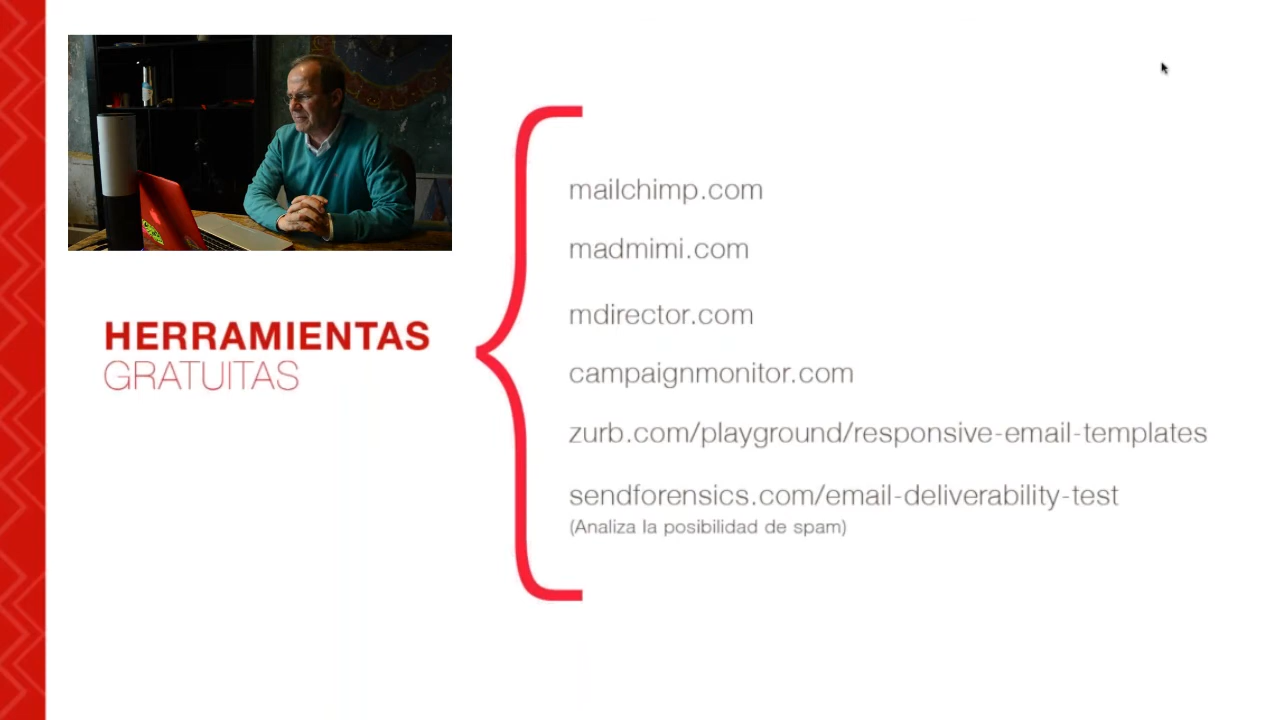 HERRAMIENTAS
GRATUITAS
mailchimp.com
madmimi.com
mdirector.com
campaignmonitor.com
zurb.com/playground/responsive-email-templates
sendforensics.com/email-deliverability-test
(Analiza la posibilidad de spam)